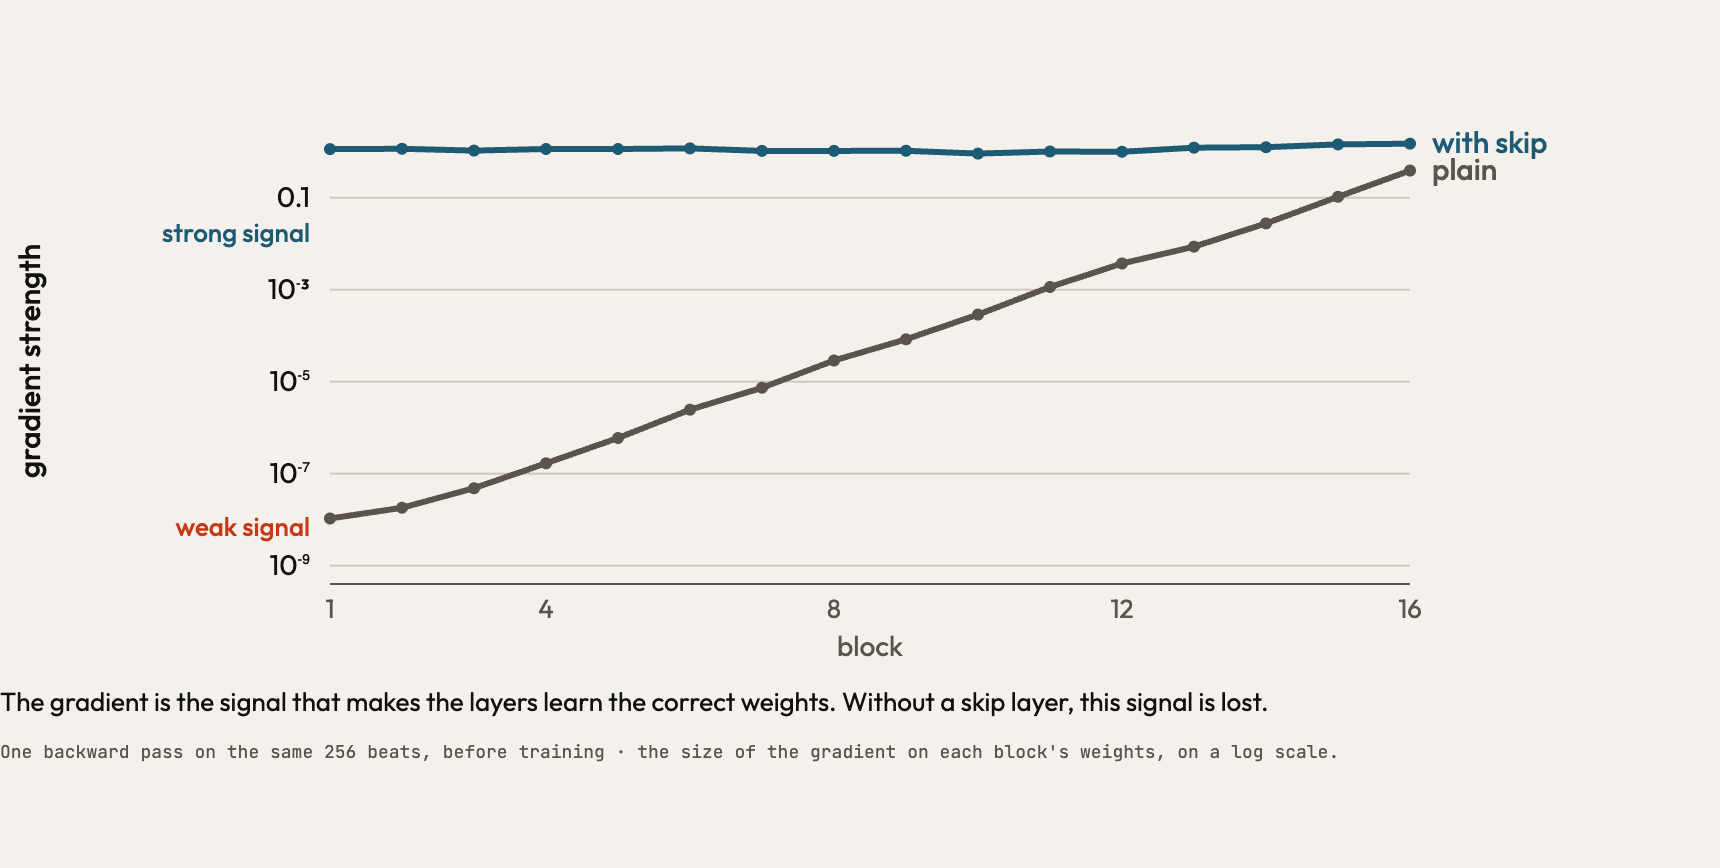 with skip
plain
0.1
strong signal
10⁻³
gradient strength
10⁻⁵
10⁻⁷
weak signal
10⁻⁹
1 4 8 12 16
block
The gradient is the signal that makes the layers learn the correct weights. Without a skip layer, this signal is lost.
One backward pass on the same 256 beats, before training · the size of the gradient on each block's weights, on a log scale.